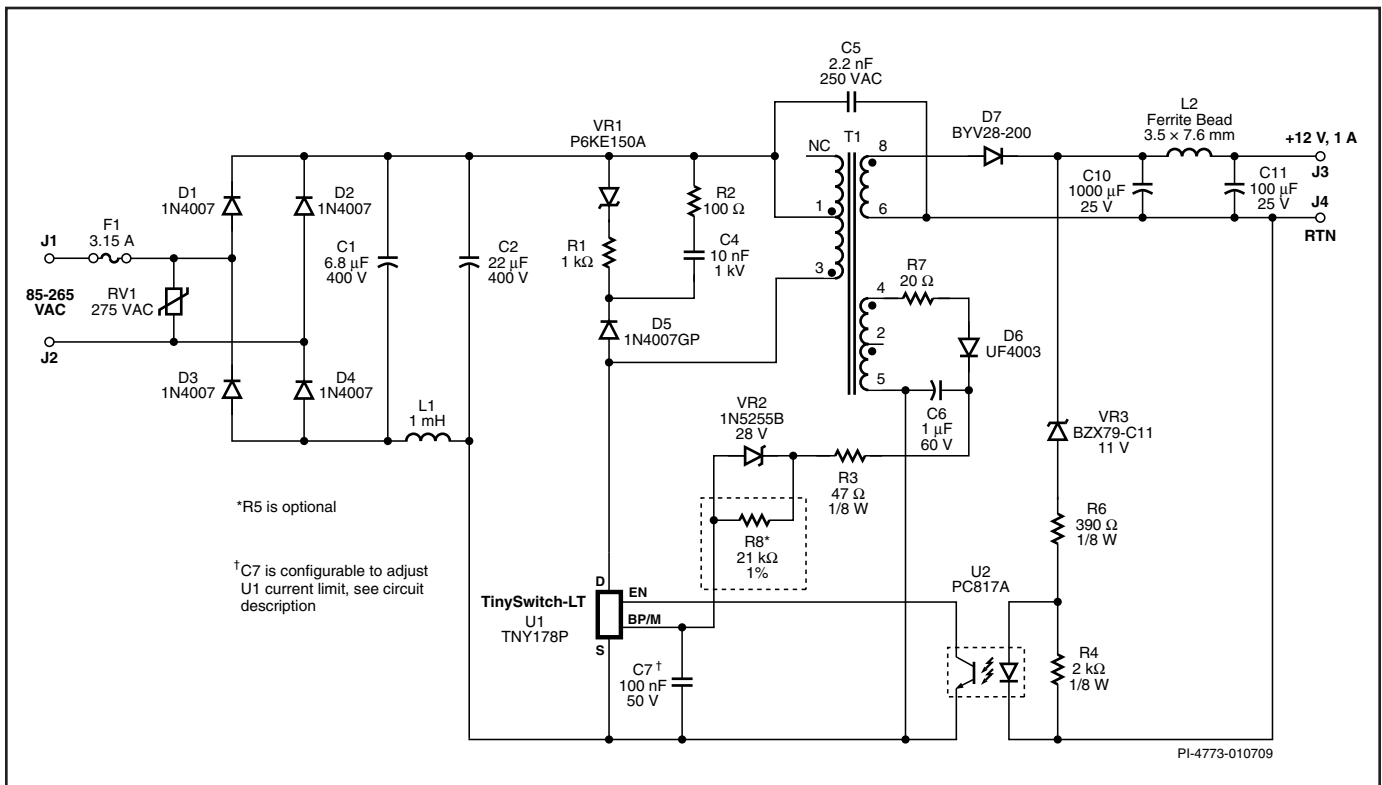 C5
2.2 nF
250 VAC
VR1
P6KE150A
NC
T1
8
D7
BYV28-200
L2
Ferrite Bead
3.5 × 7.6 mm
+12 V, 1 A
J3
D1
1N4007
D2
1N4007
R2
100 Ω
C10
1000 µF
25 V
C11
100 µF
25 V
1
6
J4
RTN
J1
F1
3.15 A
C1
6.8 µF
400 V
C2
22 µF
400 V
R1
1 kΩ
C4
10 nF
1 kV
3
R7
20 Ω
85-265
VAC
RV1
275 VAC
4
J2
D5
1N4007GP
2
D6
UF4003
D3
1N4007
D4
1N4007
5
L1
1 mH
VR2
1N5255B
28 V
C6
1 µF
60 V
VR3
BZX79-C11
11 V
R3
47 Ω
1/8 W
*R5 is optional
R8*
21 kΩ
1%
R6
390 Ω
1/8 W
†C7 is configurable to adjust
U1 current limit, see circuit
description
D
EN
TinySwitch-LT
U1
TNY178P
BP/M
S
U2
PC817A
C7†
100 nF
50 V
R4
2 kΩ
1/8 W
PI-4773-010709